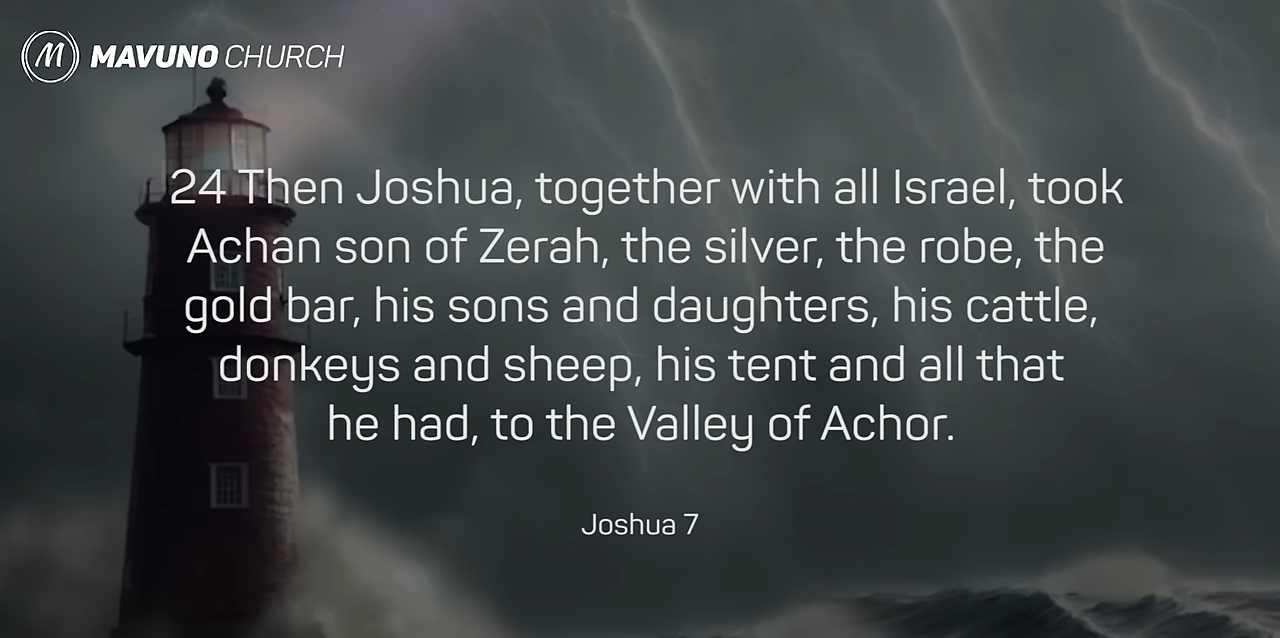 M MAVUNO CHURCH
24 Then Joshua, together with all Israel, took
Achan son of Zerah, the silver, the robe, the
gold bar, his sons and daughters, his cattle,
donkeys and sheep, his tent and all that
he had, to the Valley of Achor.
Joshua 7